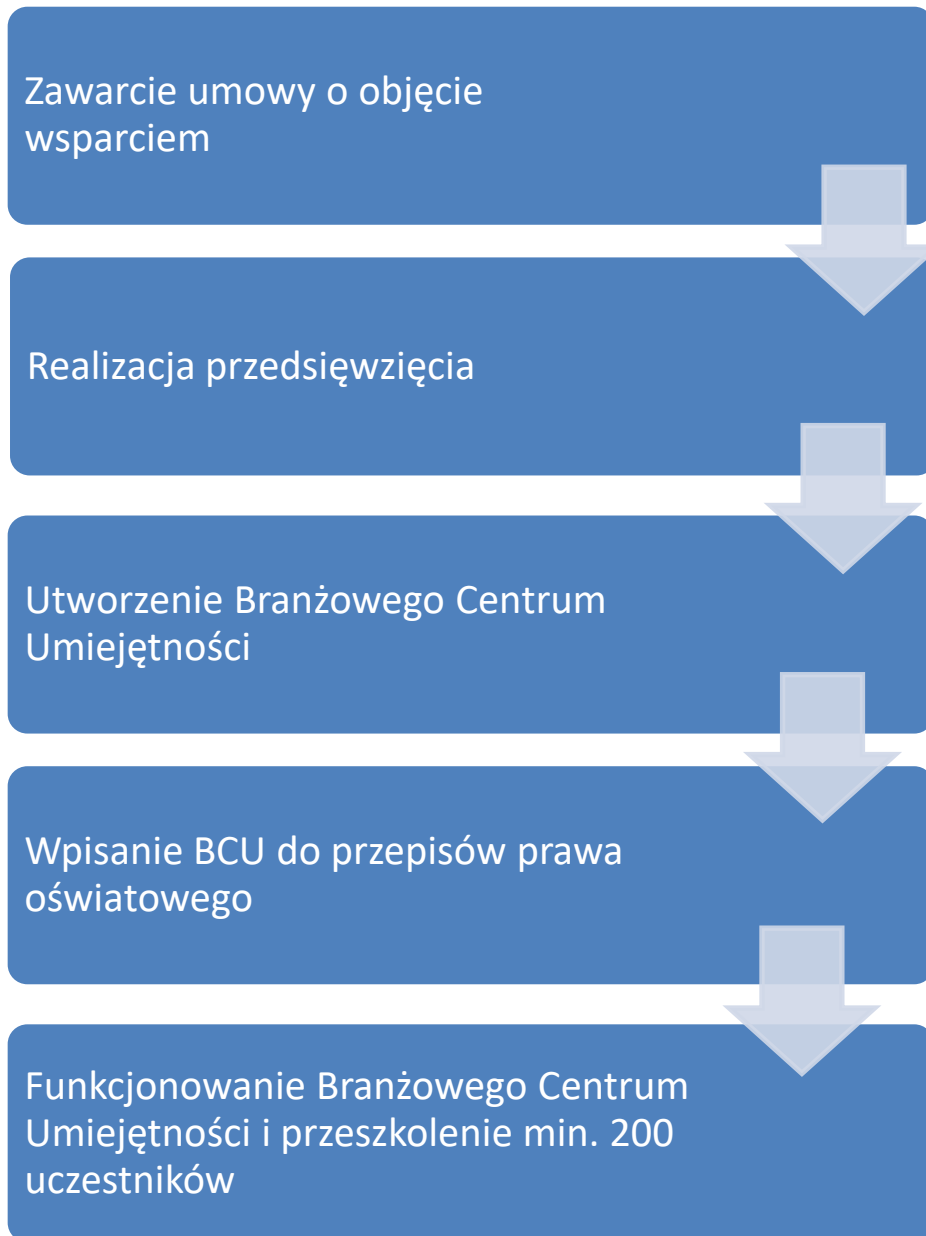 Zawarcie umowy o objęcie
wsparciem
Realizacja przedsięwzięcia
Utworzenie Branżowego Centrum
Umiejętności
Wpisanie BCU do przepisów prawa
oświatowego
Funkcjonowanie Branżowego Centrum
Umiejętności i przeszkolenie min. 200
uczestników